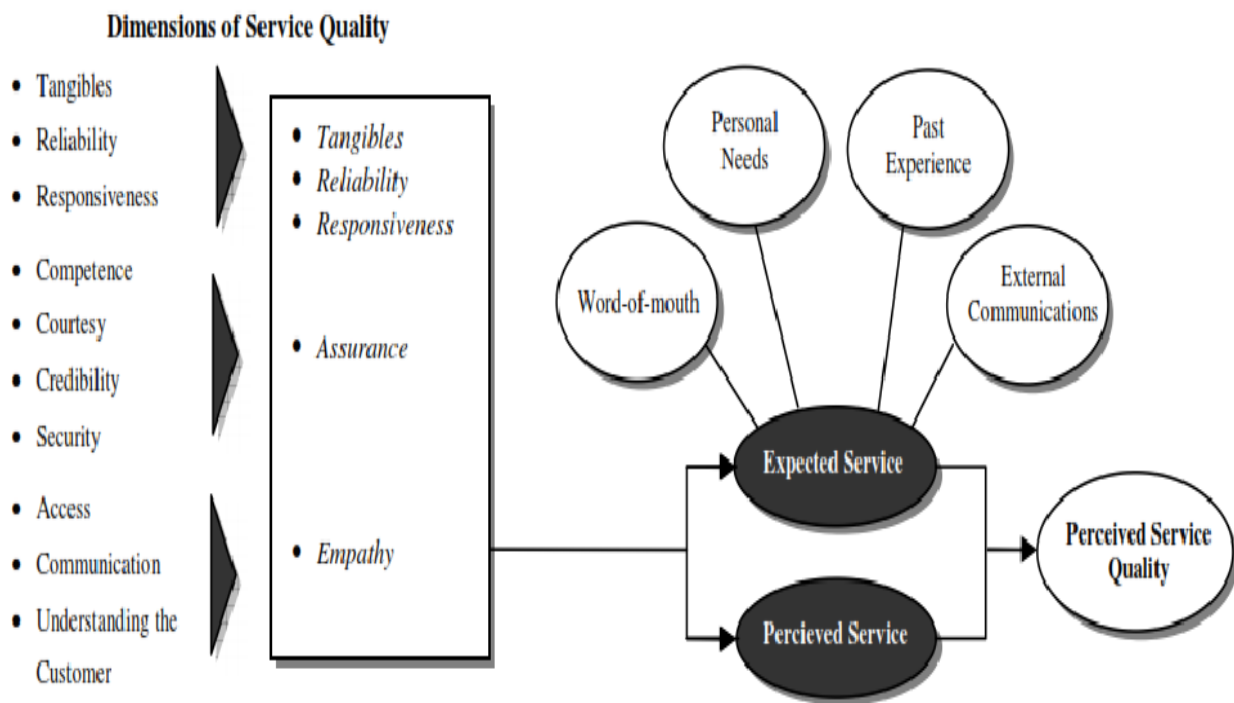 Dimensions of Service Quality
• Tangibles
• Reliability
• Responsiveness
• Competence
• Courtesy
• Credibility
• Security
• Access
• Communication
• Understanding the
Customer
• Tangibles
• Reliability
• Responsiveness
• Assurance
• Empathy
Word-of-mouth
Personal
Needs
Past
Experience
External
Communications
Expected Service
Percieved Service
Perceived Service
Quality